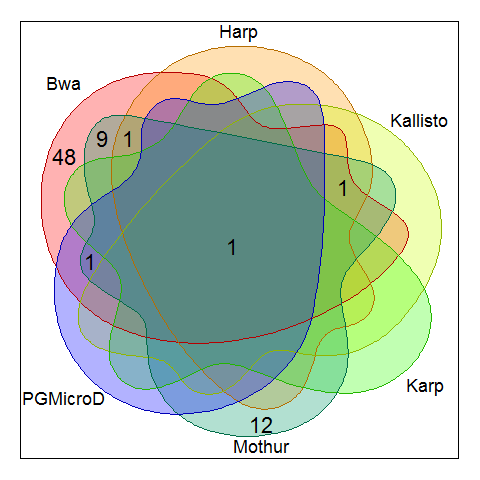 Harp
Bwa
Kallisto
9 1
48
1
1
1
Karp
PGMicroD
12
Mothur